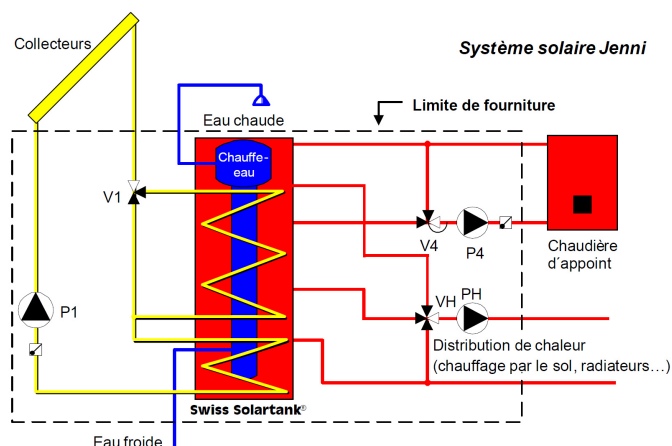 Collecteurs
Système solaire Jenni
Limite de fourniture
Eau chaude
Chauffe-
eau
V1
V4
P4
Chaudière
d´appoint
P1
VH
PH
Distribution de chaleur
(chauffage par le sol, radiateurs…)
Swiss Solartank®
Eau froide